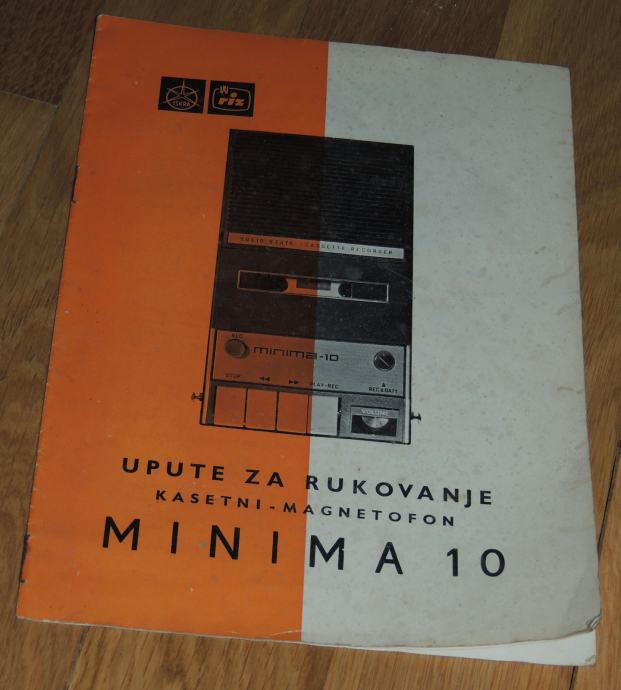 ISKRA
riz
SOLID STATE CASSETTE RECORDER
REC
minima-10
STOP ◀◀ ▶▶ PLAY-REC REC & BATT
VOLUME
UPUTE ZA RUKOVANJE
KASETNI-MAGNETOFON
MINIMA 10